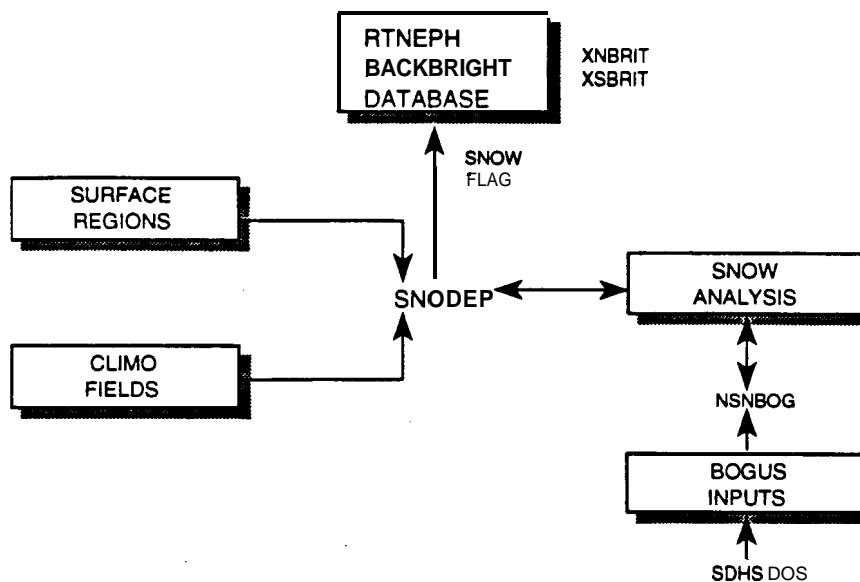 RTNEPH
BACKBRIGHT
DATABASE
XNBRIT
XSBRIT
SNOW
FLAG
SURFACE
REGIONS
SNODEP
SNOW
ANALYSIS
CLIMO
FIELDS
NSNBOG
BOGUS
INPUTS
SDHS DOS